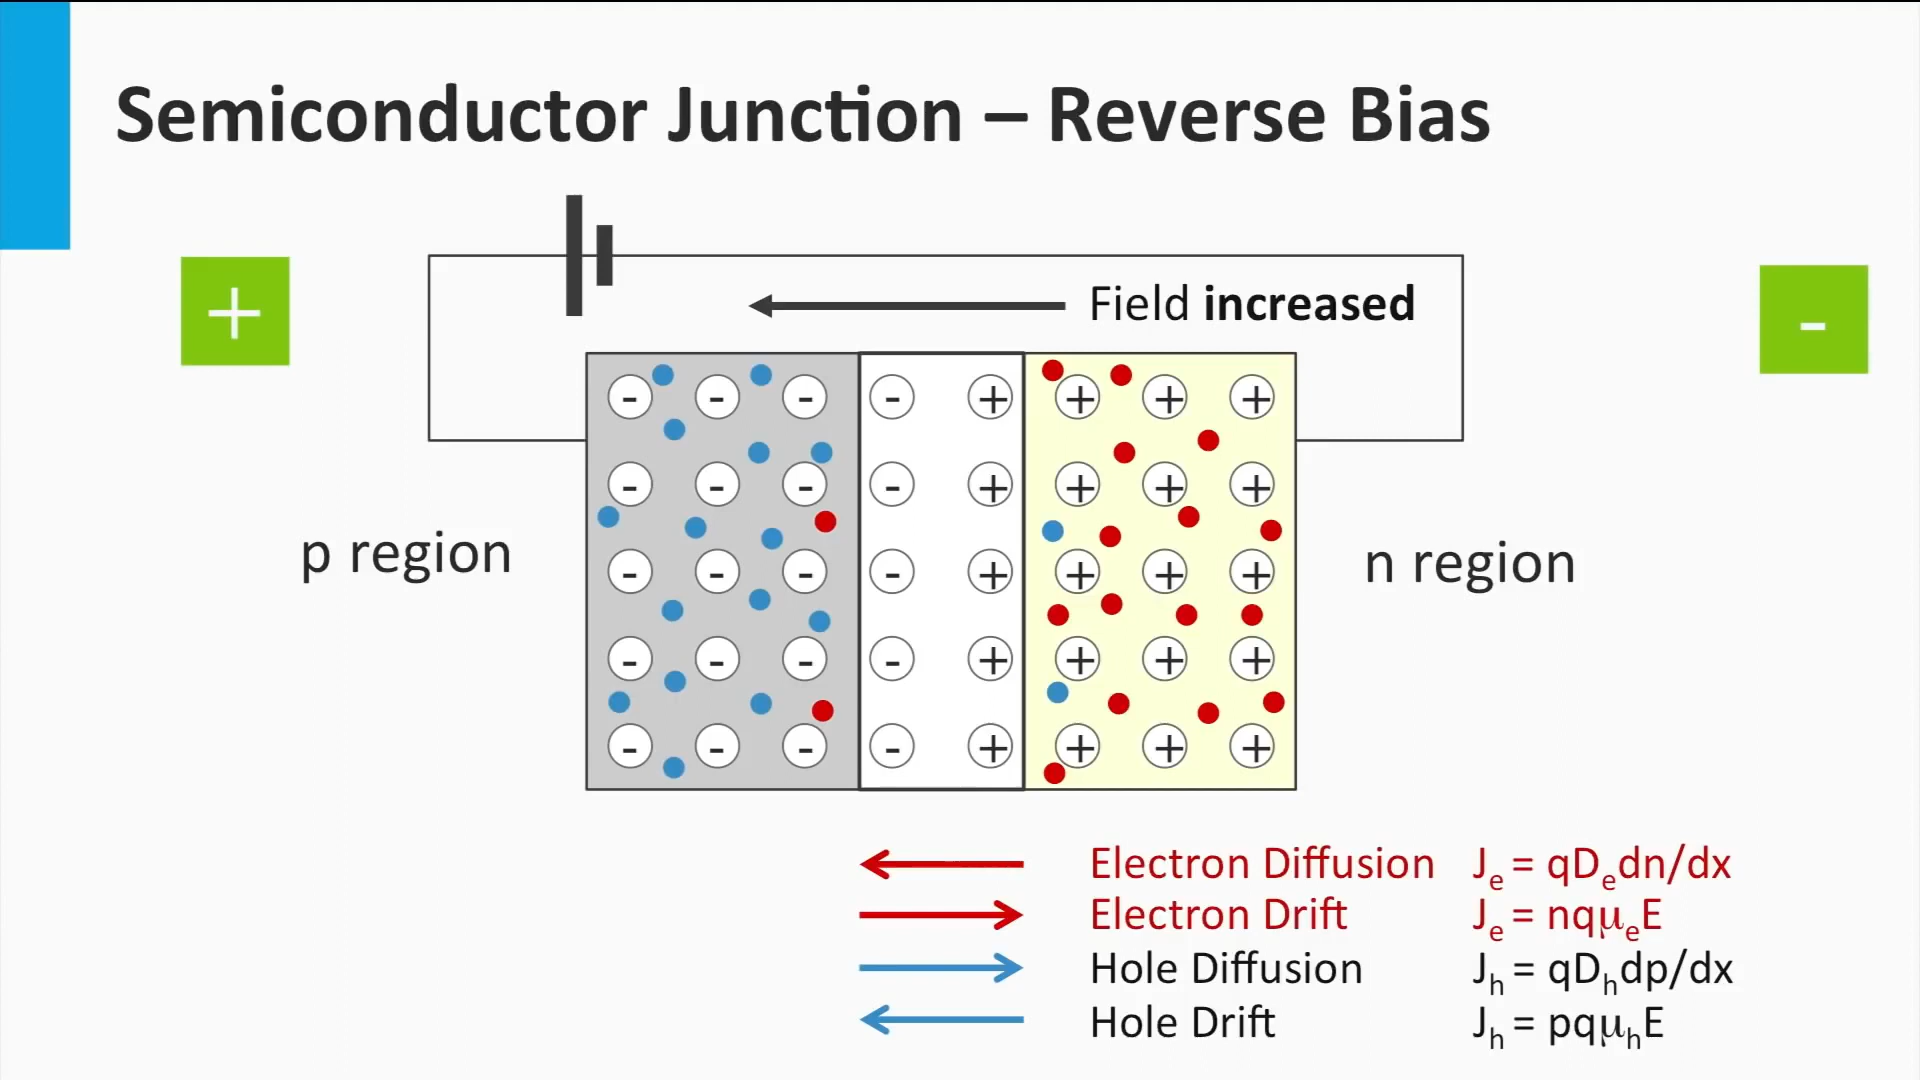 Semiconductor Junction – Reverse Bias
+
-
Field increased
- - - - + + + +
- - - - + + + +
p region
n region
- - - - + + + +
- - - - + + + +
- - - - + + + +
Electron Diffusion Jₑ = qDₑdn/dx
Electron Drift Jₑ = nqμₑE
Hole Diffusion Jₕ = qDₕdp/dx
Hole Drift Jₕ = pqμₕE